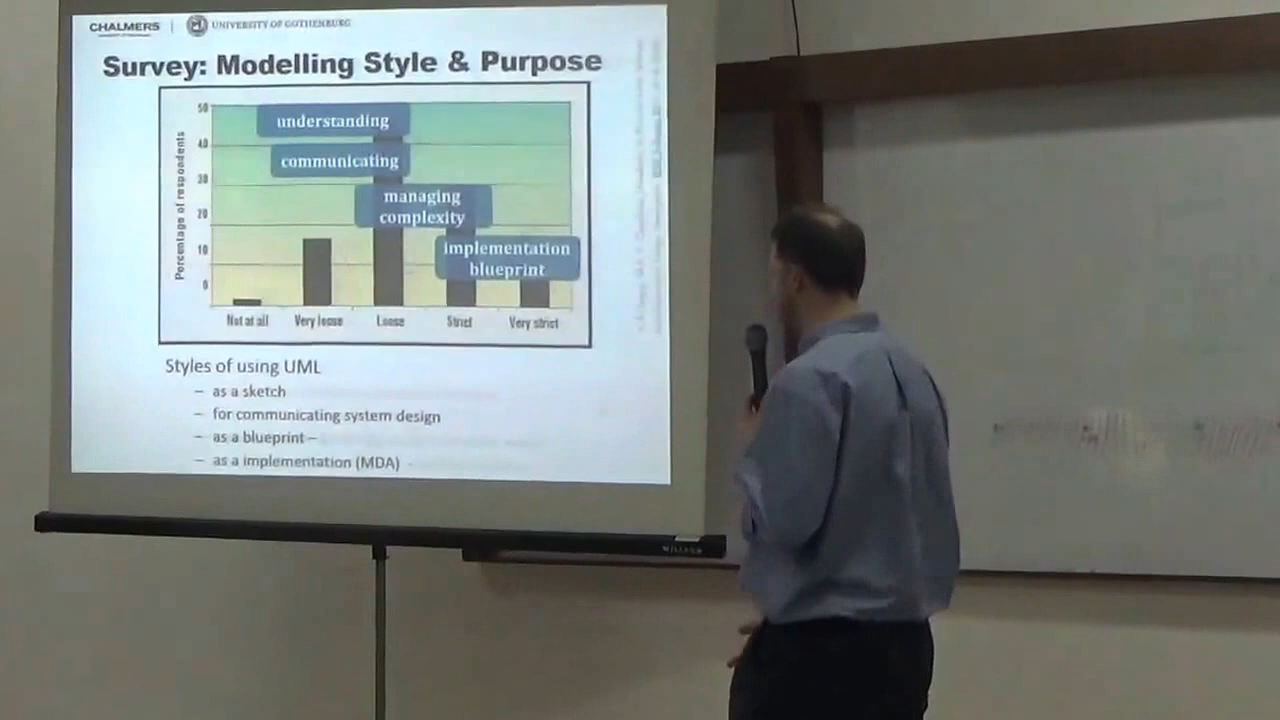 CHALMERS | UNIVERSITY OF GOTHENBURG
Survey: Modelling Style & Purpose
Percentage of respondents
50
40
30
20
10
0
understanding
communicating
managing
complexity
implementation
blueprint
Not at all Very loose Loose Strict Very strict
Styles of using UML
– as a sketch
– for communicating system design
– as a blueprint –
– as a implementation (MDA) -